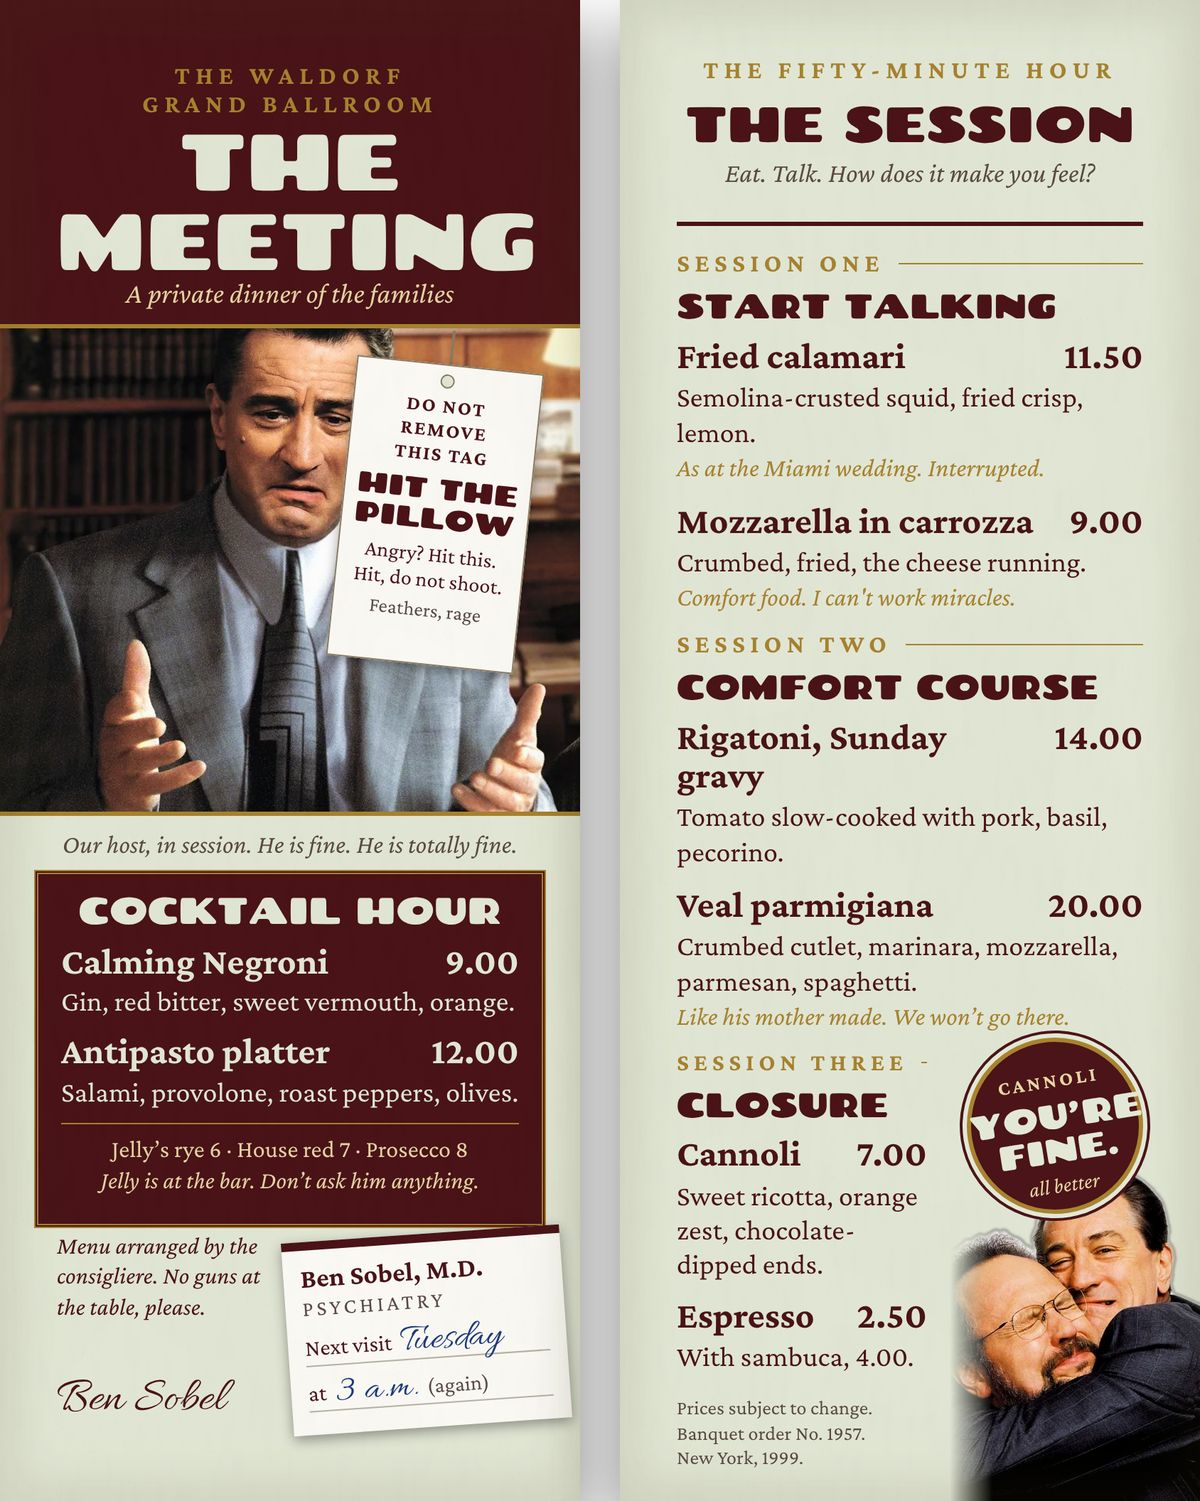 THE WALDORF
GRAND BALLROOM
THE
MEETING
A private dinner of the families
DO NOT
REMOVE
THIS TAG
HIT THE
PILLOW
Angry? Hit this.
Hit, do not shoot.
Feathers, rage
Our host, in session. He is fine. He is totally fine.
COCKTAIL HOUR
Calming Negroni 9.00
Gin, red bitter, sweet vermouth, orange.
Antipasto platter 12.00
Salami, provolone, roast peppers, olives.
Jelly’s rye 6 · House red 7 · Prosecco 8
Jelly is at the bar. Don’t ask him anything.
Menu arranged by the
consigliere. No guns at
the table, please.
Ben Sobel
Ben Sobel, M.D.
PSYCHIATRY
Next visit Tuesday
at 3 a.m. (again)
THE FIFTY-MINUTE HOUR
THE SESSION
Eat. Talk. How does it make you feel?
SESSION ONE
START TALKING
Fried calamari 11.50
Semolina-crusted squid, fried crisp,
lemon.
As at the Miami wedding. Interrupted.
Mozzarella in carrozza 9.00
Crumbed, fried, the cheese running.
Comfort food. I can't work miracles.
SESSION TWO
COMFORT COURSE
Rigatoni, Sunday 14.00
gravy
Tomato slow-cooked with pork, basil,
pecorino.
Veal parmigiana 20.00
Crumbed cutlet, marinara, mozzarella,
parmesan, spaghetti.
Like his mother made. We won’t go there.
SESSION THREE
CLOSURE
Cannoli 7.00
Sweet ricotta, orange
zest, chocolate-
dipped ends.
Espresso 2.50
With sambuca, 4.00.
CANNOLI
YOU’RE
FINE.
all better
Prices subject to change.
Banquet order No. 1957.
New York, 1999.